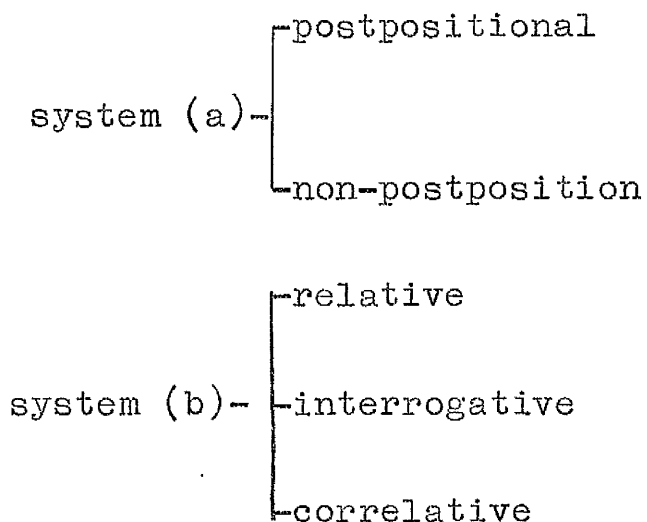 postpositional
system (a)-
non-postposition
relative
system (b)- interrogative
correlative